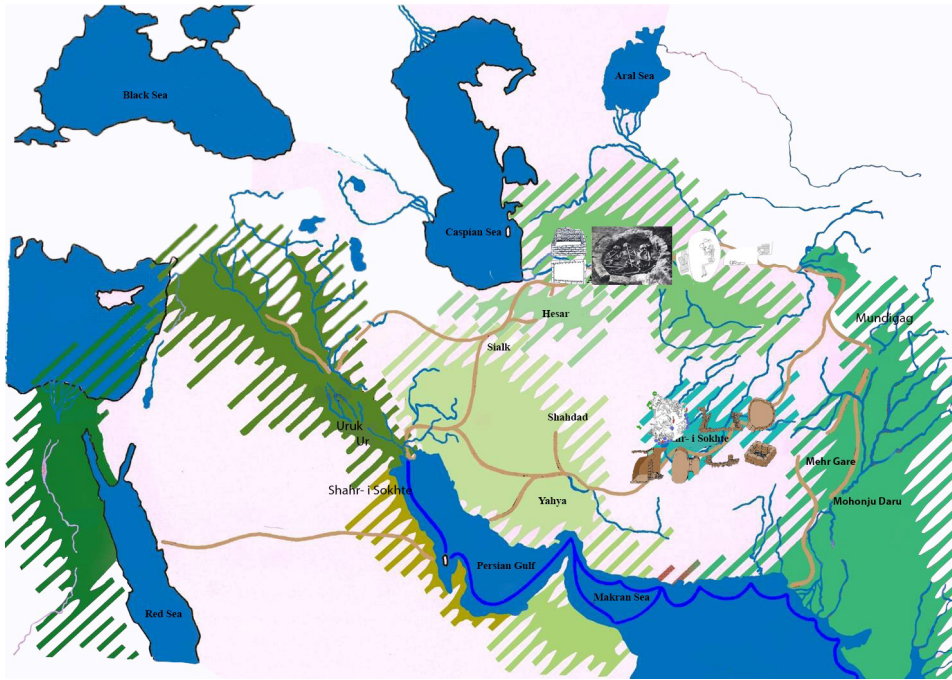 Black Sea
Aral Sea
Caspian Sea
Hesar
Mundigag
Sialk
Shahdad
Uruk
Ur
i Sokhte
Mehr Gare
Shahr- i Sokhte
Yahya
Mohonju Daru
Persian Gulf
Makran Sea
Red Sea